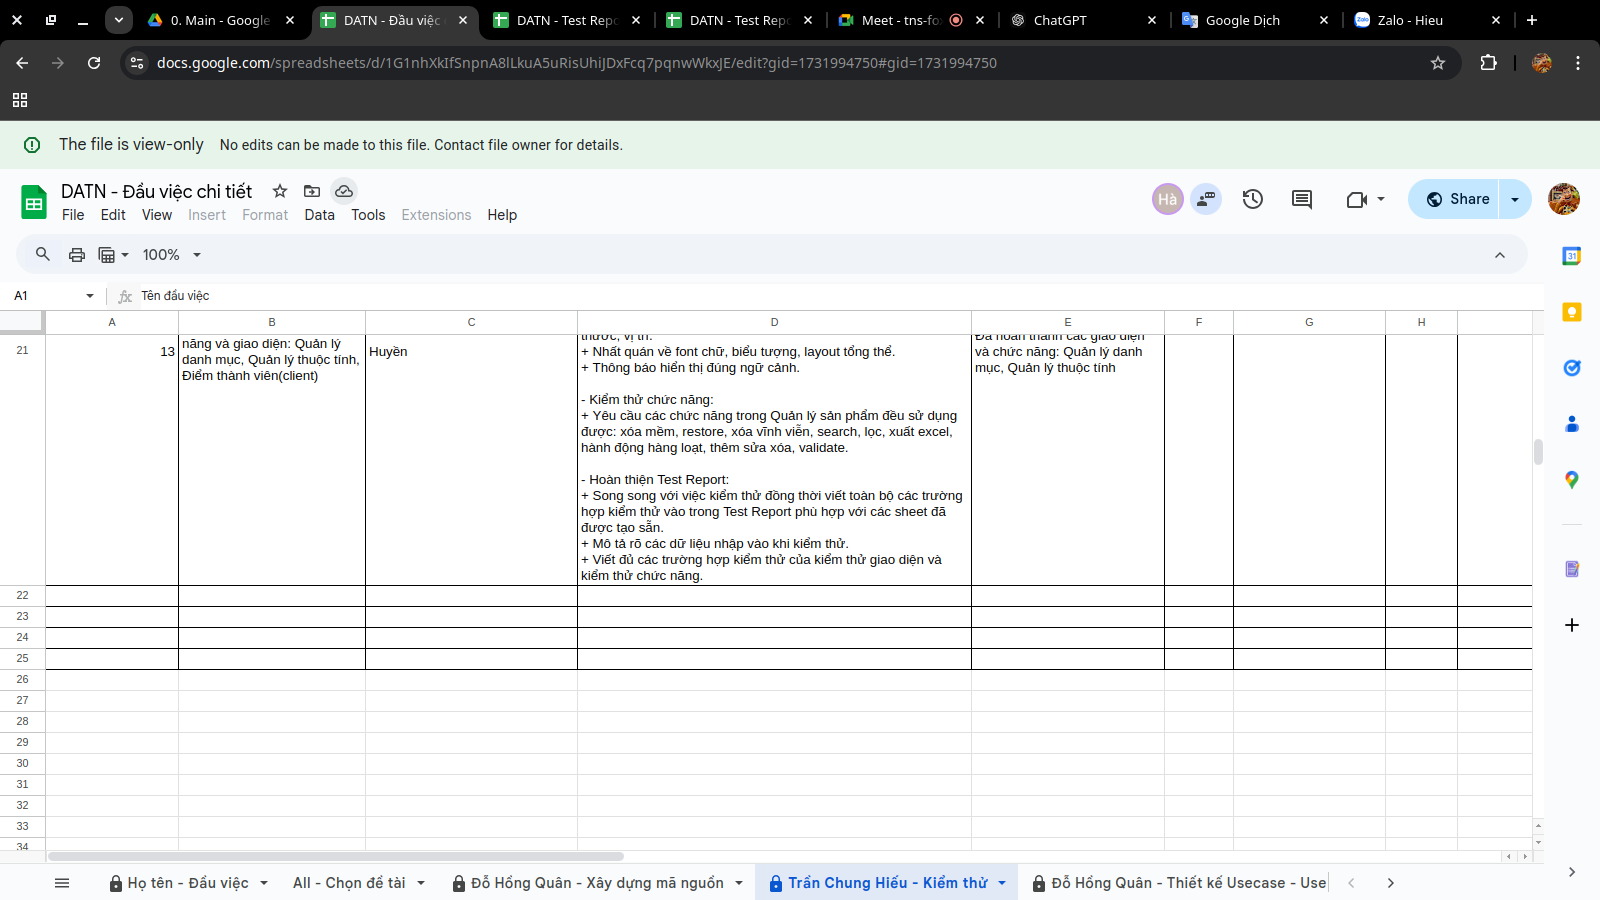 0. Main - Google
DATN - Đầu việc
DATN - Test Repo
DATN - Test Repo
Meet - tns-fo
ChatGPT
Google Dịch
Zalo - Hieu
docs.google.com/spreadsheets/d/1G1nhXkIfSnpnA8lLkuA5uRisUhiJDxFcq7pqnwWkxJE/edit?gid=1731994750#gid=1731994750
The file is view-only No edits can be made to this file. Contact file owner for details.
DATN - Đầu việc chi tiết
File Edit View Insert Format Data Tools Extensions Help
Hà
Share
100%
A1
fx Tên đầu việc
A B C D E F G H
21
13
năng và giao diện: Quản lý
danh mục, Quản lý thuộc tính,
Điểm thành viên(client)
Huyền
thước, vị trí.
+ Nhất quán về font chữ, biểu tượng, layout tổng thể.
+ Thông báo hiển thị đúng ngữ cảnh.
- Kiểm thử chức năng:
+ Yêu cầu các chức năng trong Quản lý sản phẩm đều sử dụng
được: xóa mềm, restore, xóa vĩnh viễn, search, lọc, xuất excel,
hành động hàng loạt, thêm sửa xóa, validate.
- Hoàn thiện Test Report:
+ Song song với việc kiểm thử đồng thời viết toàn bộ các trường
hợp kiểm thử vào trong Test Report phù hợp với các sheet đã
được tạo sẵn.
+ Mô tả rõ các dữ liệu nhập vào khi kiểm thử.
+ Viết đủ các trường hợp kiểm thử của kiểm thử giao diện và
kiểm thử chức năng.
Đã hoàn thành các giao diện
và chức năng: Quản lý danh
mục, Quản lý thuộc tính
22
23
24
25
26
27
28
29
30
31
32
33
34
Họ tên - Đầu việc
All - Chọn đề tài
Đỗ Hồng Quân - Xây dựng mã nguồn
Trần Chung Hiếu - Kiểm thử
Đỗ Hồng Quân - Thiết kế Usecase - Use
31